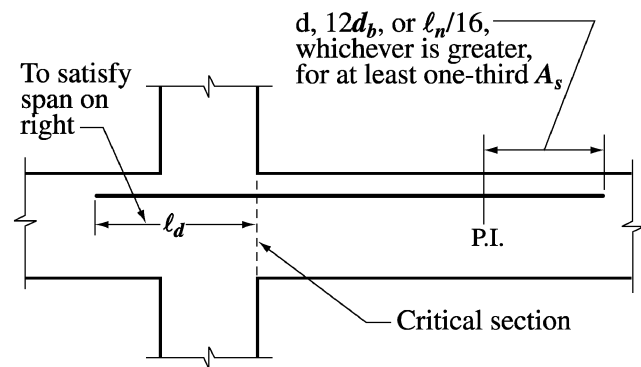 d, 12d_b, or ℓ_n/16,
whichever is greater,
for at least one-third A_s
To satisfy
span on
right
ℓ_d
P.I.
Critical section